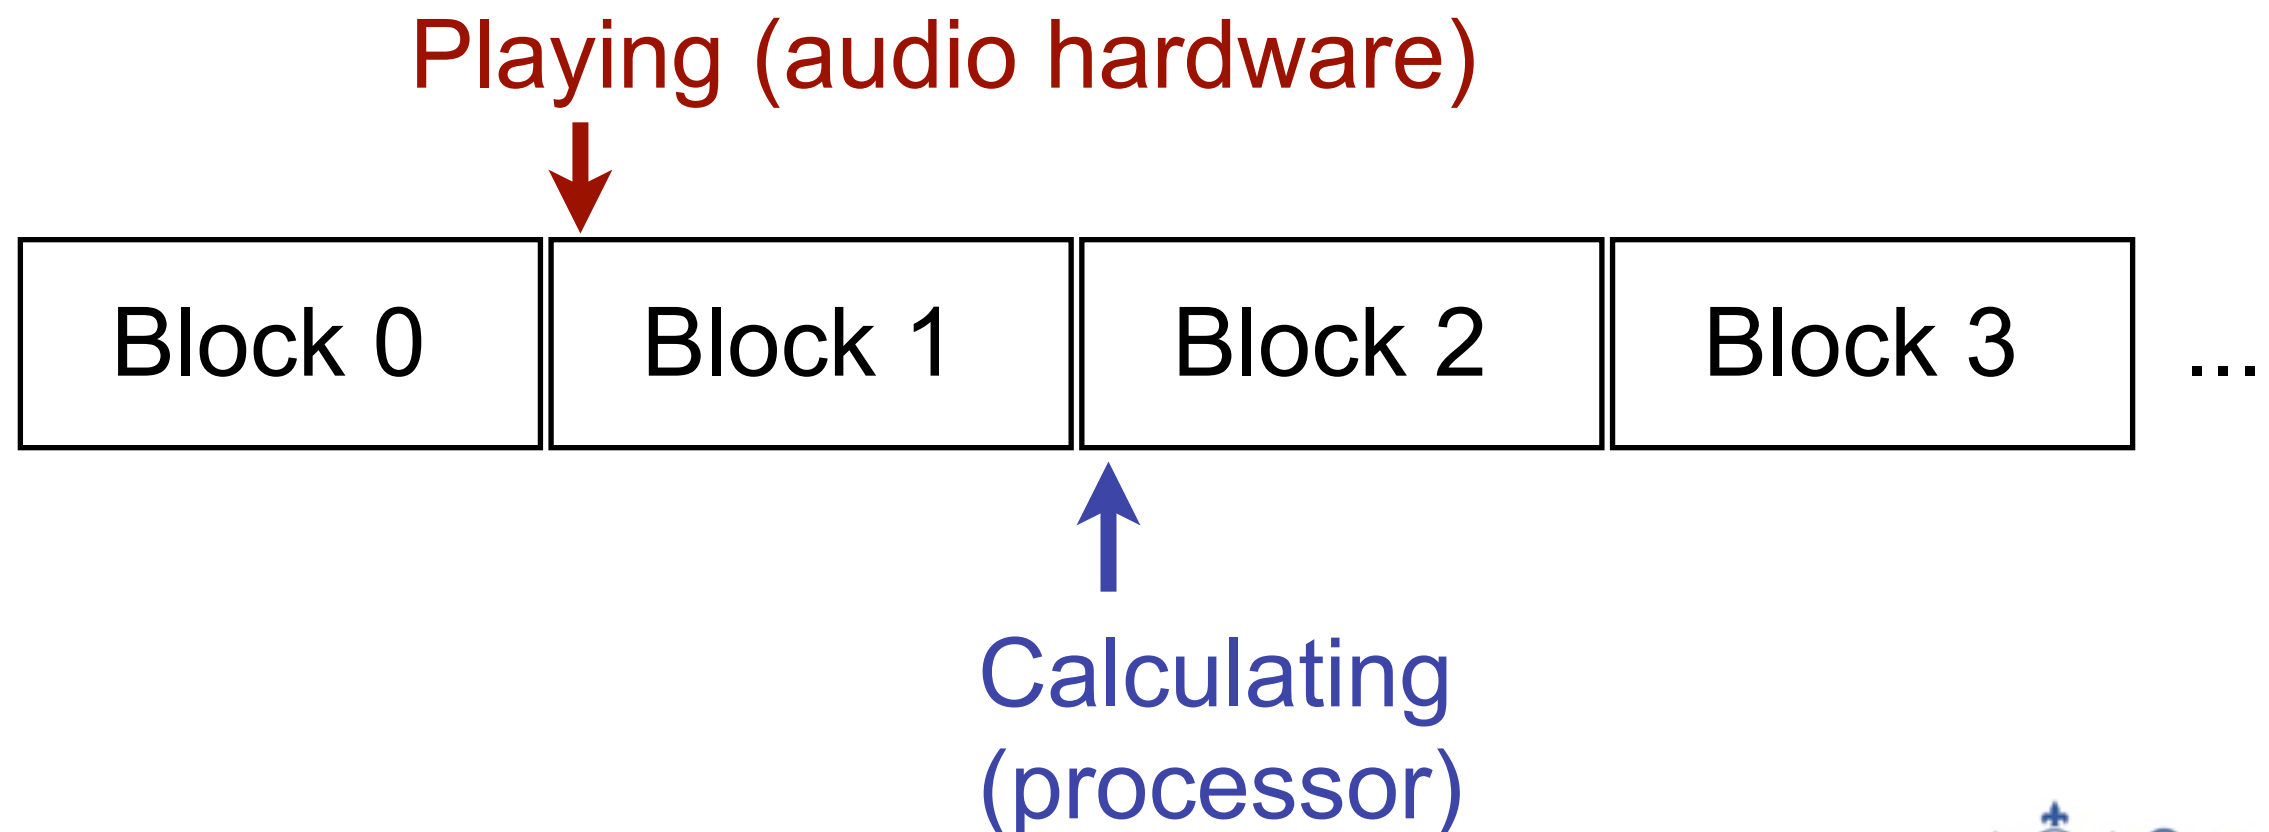 Playing (audio hardware)
Block 0 Block 1 Block 2 Block 3 ...
Calculating
(processor)